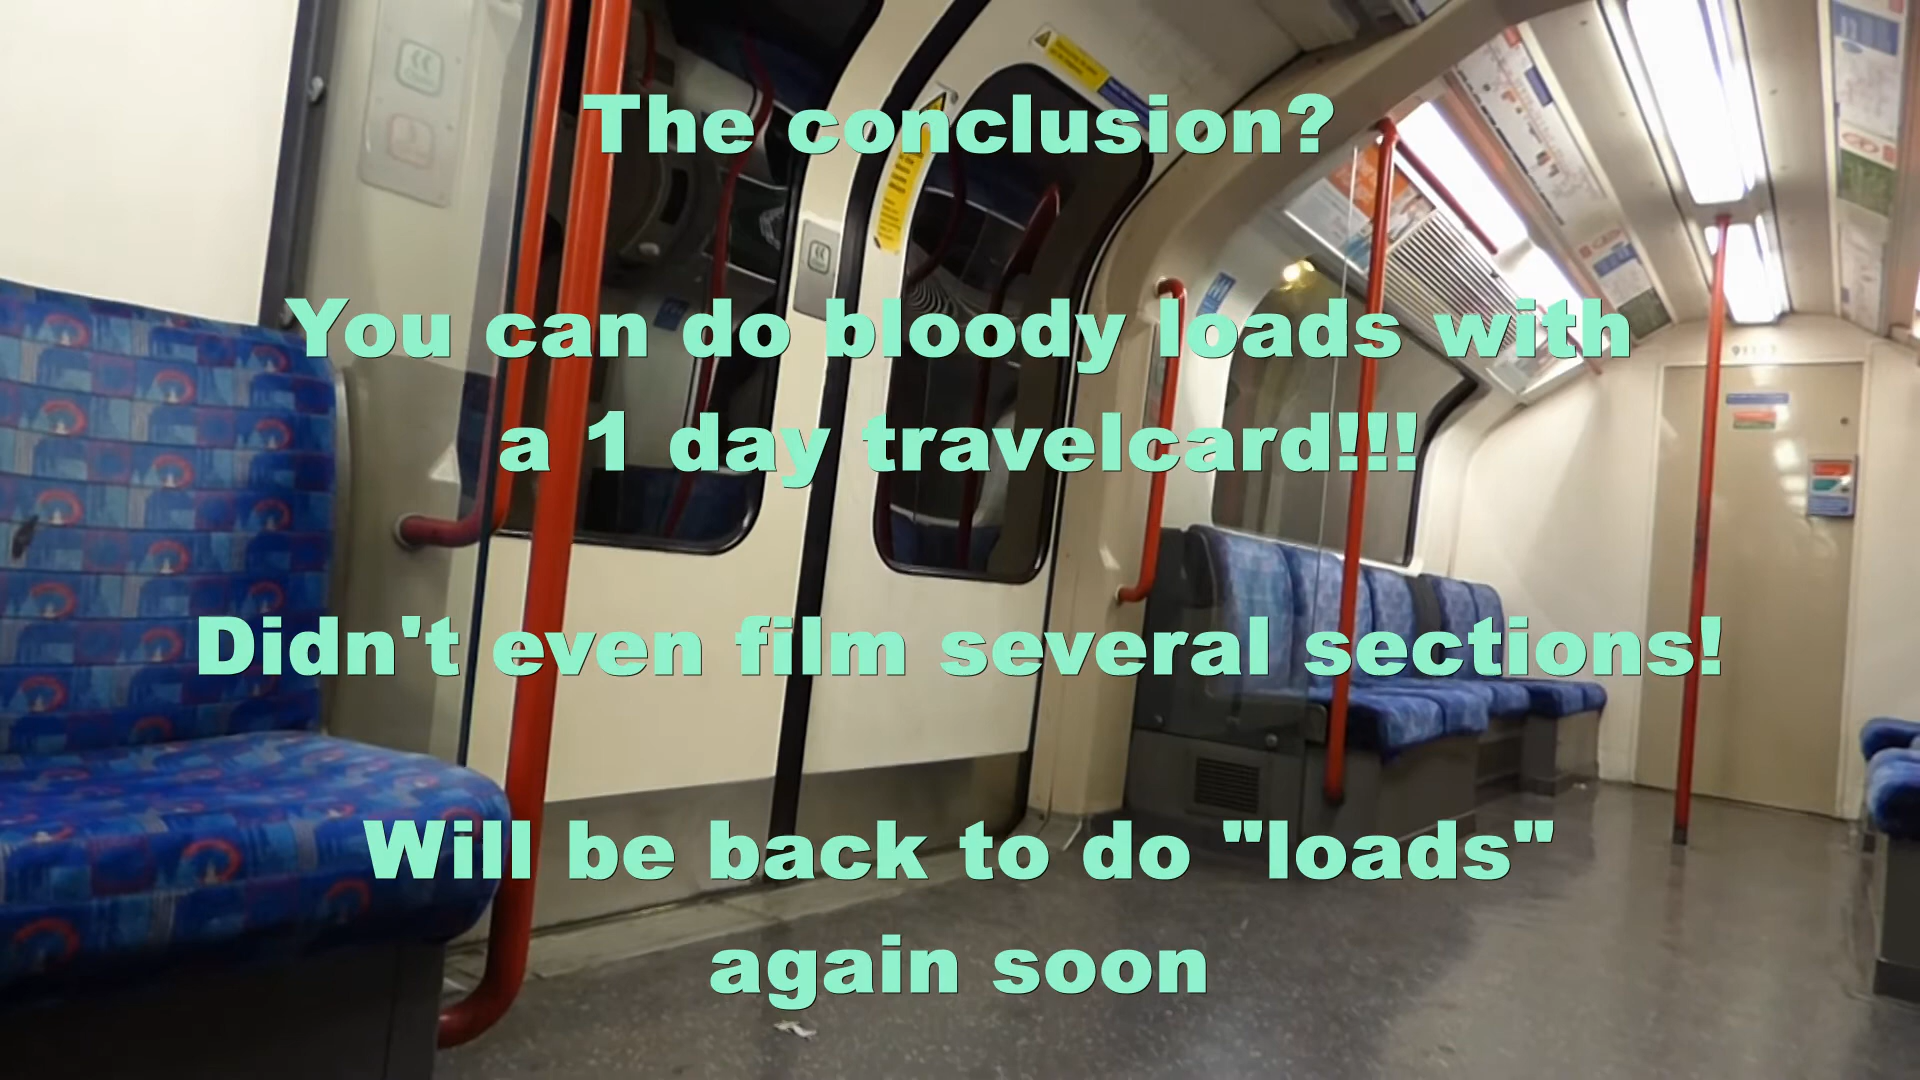 The conclusion?
You can do bloody loads with
a 1 day travelcard!!!
Didn't even film several sections!
Will be back to do "loads"
again soon